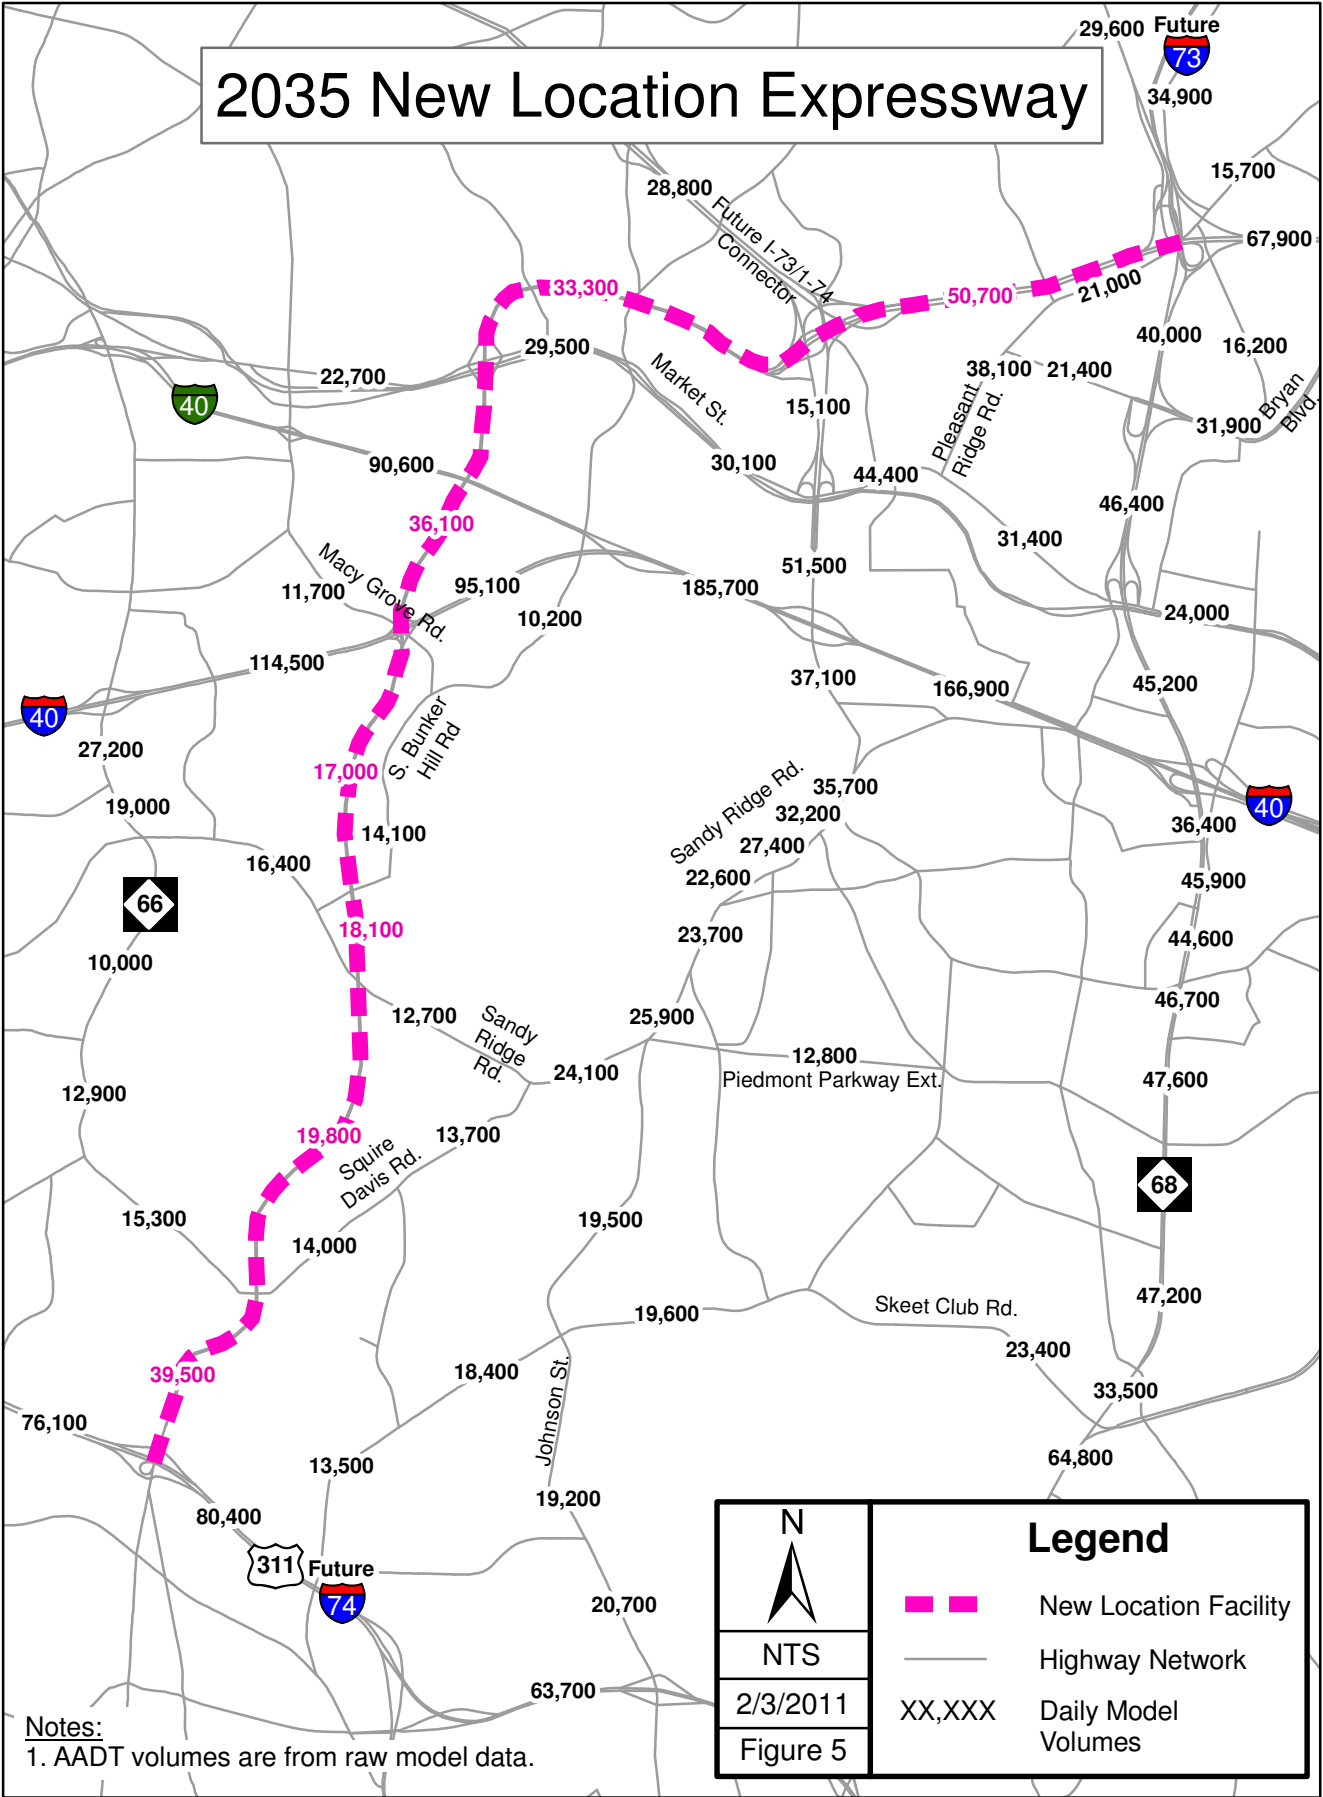 29,600
Future
73
2035 New Location Expressway
34,900
15,700
28,800
Future I-73/1-74
Connector
67,900
33,300
50,700
21,000
40,000
16,200
29,500
22,700
Market St.
38,100
21,400
40
15,100
Pleasant
Ridge Rd.
Bryan
Blvd.
31,900
90,600
30,100
44,400
46,400
36,100
31,400
Macy Grove Rd.
51,500
11,700
95,100
185,700
10,200
24,000
114,500
37,100
166,900
45,200
40
S. Bunker
Hill Rd
27,200
17,000
Sandy Ridge Rd.
35,700
19,000
32,200
40
14,100
27,400
36,400
16,400
22,600
45,900
66
18,100
23,700
44,600
10,000
46,700
12,700
Sandy
Ridge
Rd.
25,900
12,800
24,100
Piedmont Parkway Ext.
47,600
12,900
19,800
13,700
Squire
Davis Rd.
68
15,300
19,500
14,000
47,200
19,600
Skeet Club Rd.
23,400
39,500
18,400
33,500
Johnson St.
76,100
13,500
64,800
19,200
80,400
311
Future
74
20,700
63,700
N
NTS
2/3/2011
Figure 5
Legend
New Location Facility
Highway Network
XX,XXX
Daily Model
Volumes
Notes:
1. AADT volumes are from raw model data.